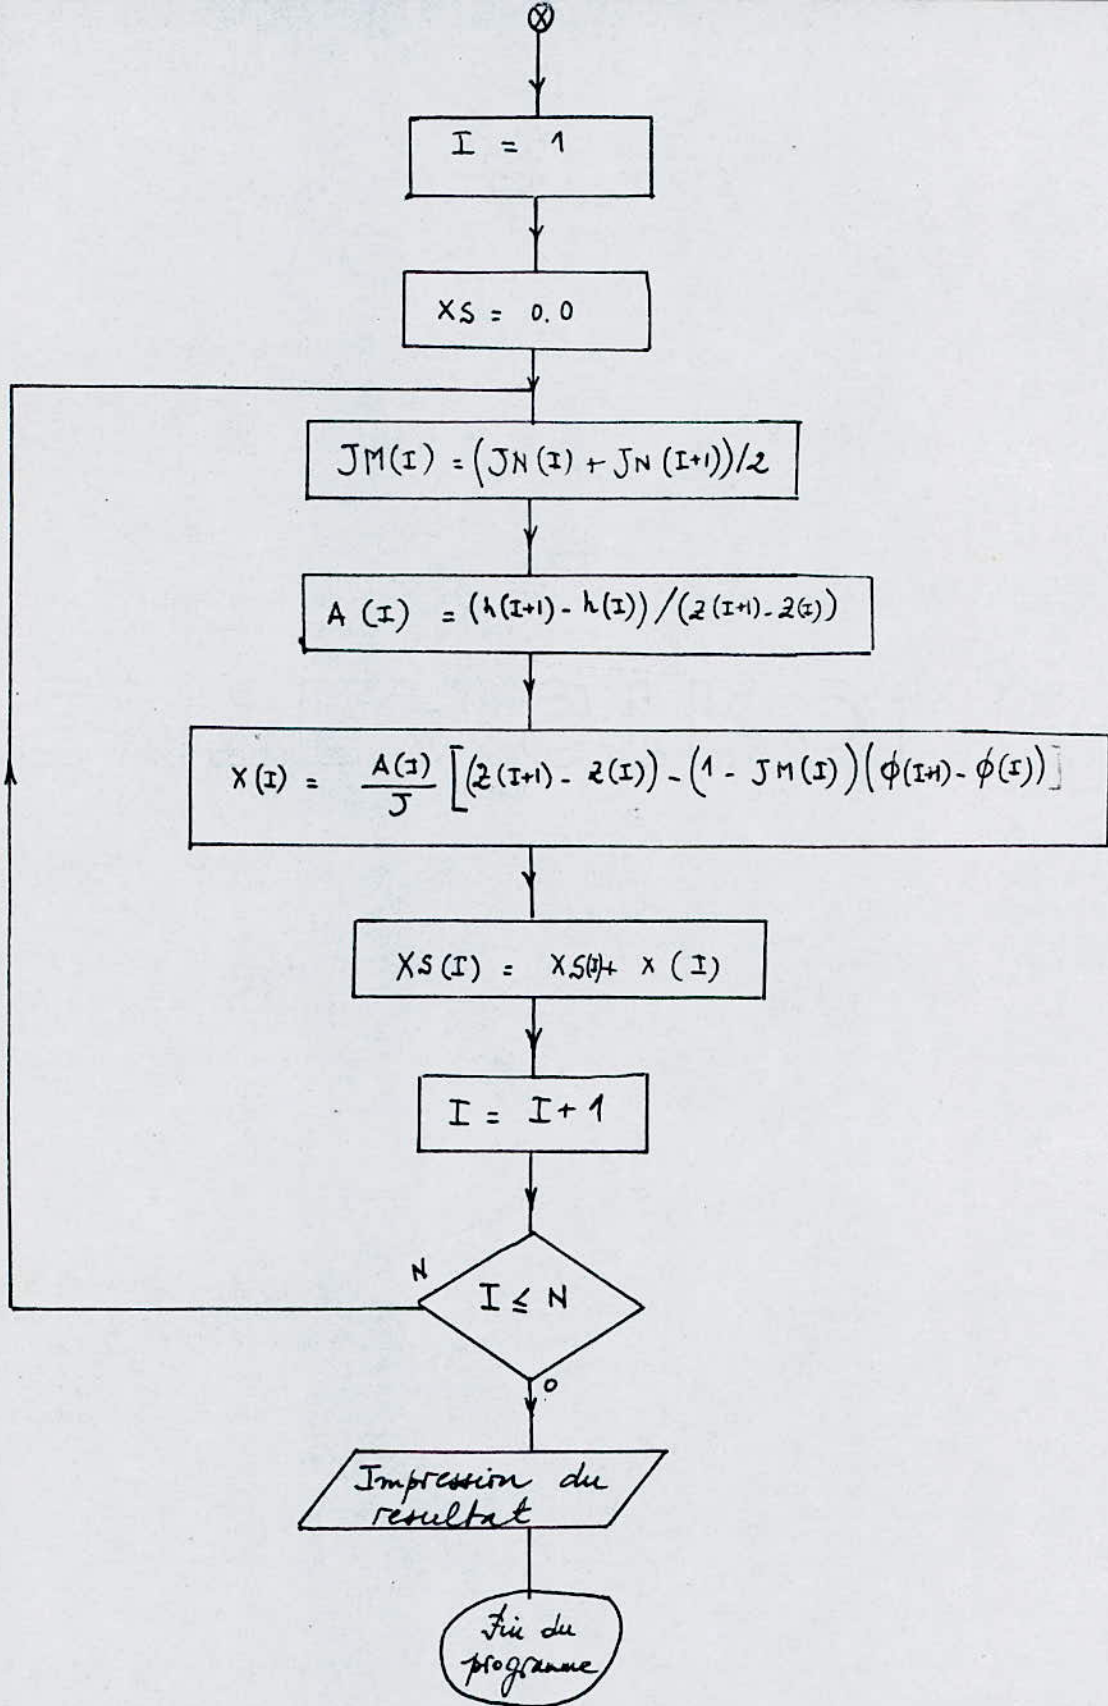 I = 1
XS = 0.0
JM(I) = (JN(I) + JN(I+1))/2
A(I) = (h(I+1) - h(I))/(Z(I+1) - Z(I))
X(I) = A(I)/J [(Z(I+1) - Z(I)) - (1 - JM(I))(ϕ(I+1) - ϕ(I))]
XS(I) = XS(I) + X(I)
I = I+1
N
I ≤ N
O
Impression du
resultat
Fin du
programme